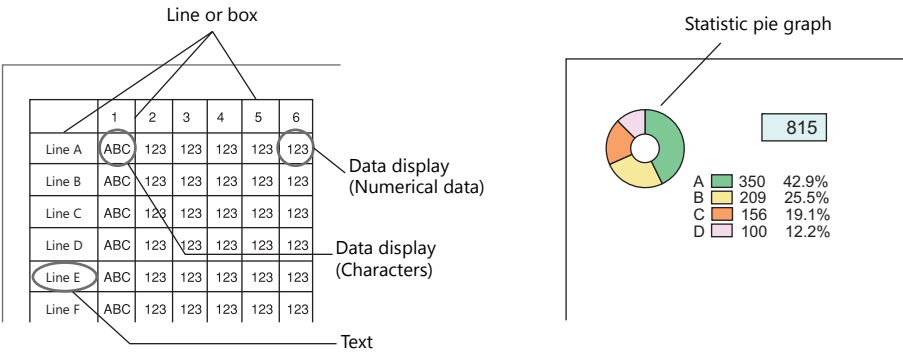 Line or box
1 2 3 4 5 6
Line A ABC 123 123 123 123 123
Line B ABC 123 123 123 123 123
Line C ABC 123 123 123 123 123
Line D ABC 123 123 123 123 123
Line E ABC 123 123 123 123 123
Line F ABC 123 123 123 123 123
Data display
(Numerical data)
Data display
(Characters)
Text
Statistic pie graph
815
A 350 42.9%
B 209 25.5%
C 156 19.1%
D 100 12.2%